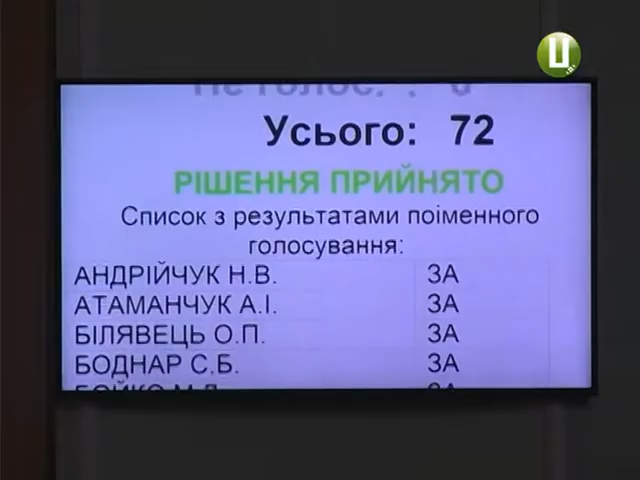 Ц
Усього: 72
РІШЕННЯ ПРИЙНЯТО
Список з результатами поіменного
голосування:
АНДРІЙЧУК Н.В. ЗА
АТАМАНЧУК А.І. ЗА
БІЛЯВЕЦЬ О.П. ЗА
БОДНАР С.Б. ЗА